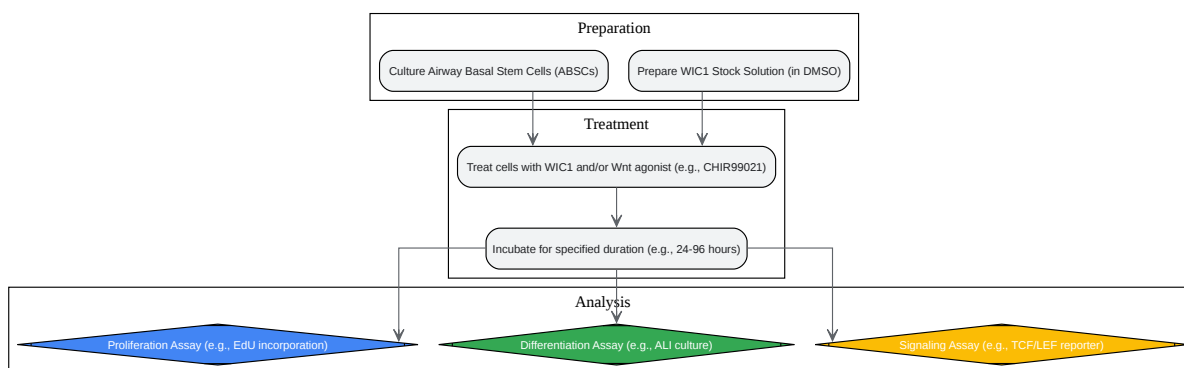 Preparation
Culture Airway Basal Stem Cells (ABSCs)
Prepare WIC1 Stock Solution (in DMSO)
Treatment
Treat cells with WIC1 and/or Wnt agonist (e.g., CHIR99021)
Incubate for specified duration (e.g., 24-96 hours)
Analysis
Proliferation Assay (e.g., EdU incorporation)
Differentiation Assay (e.g., ALI culture)
Signaling Assay (e.g., TCF/LEF reporter)